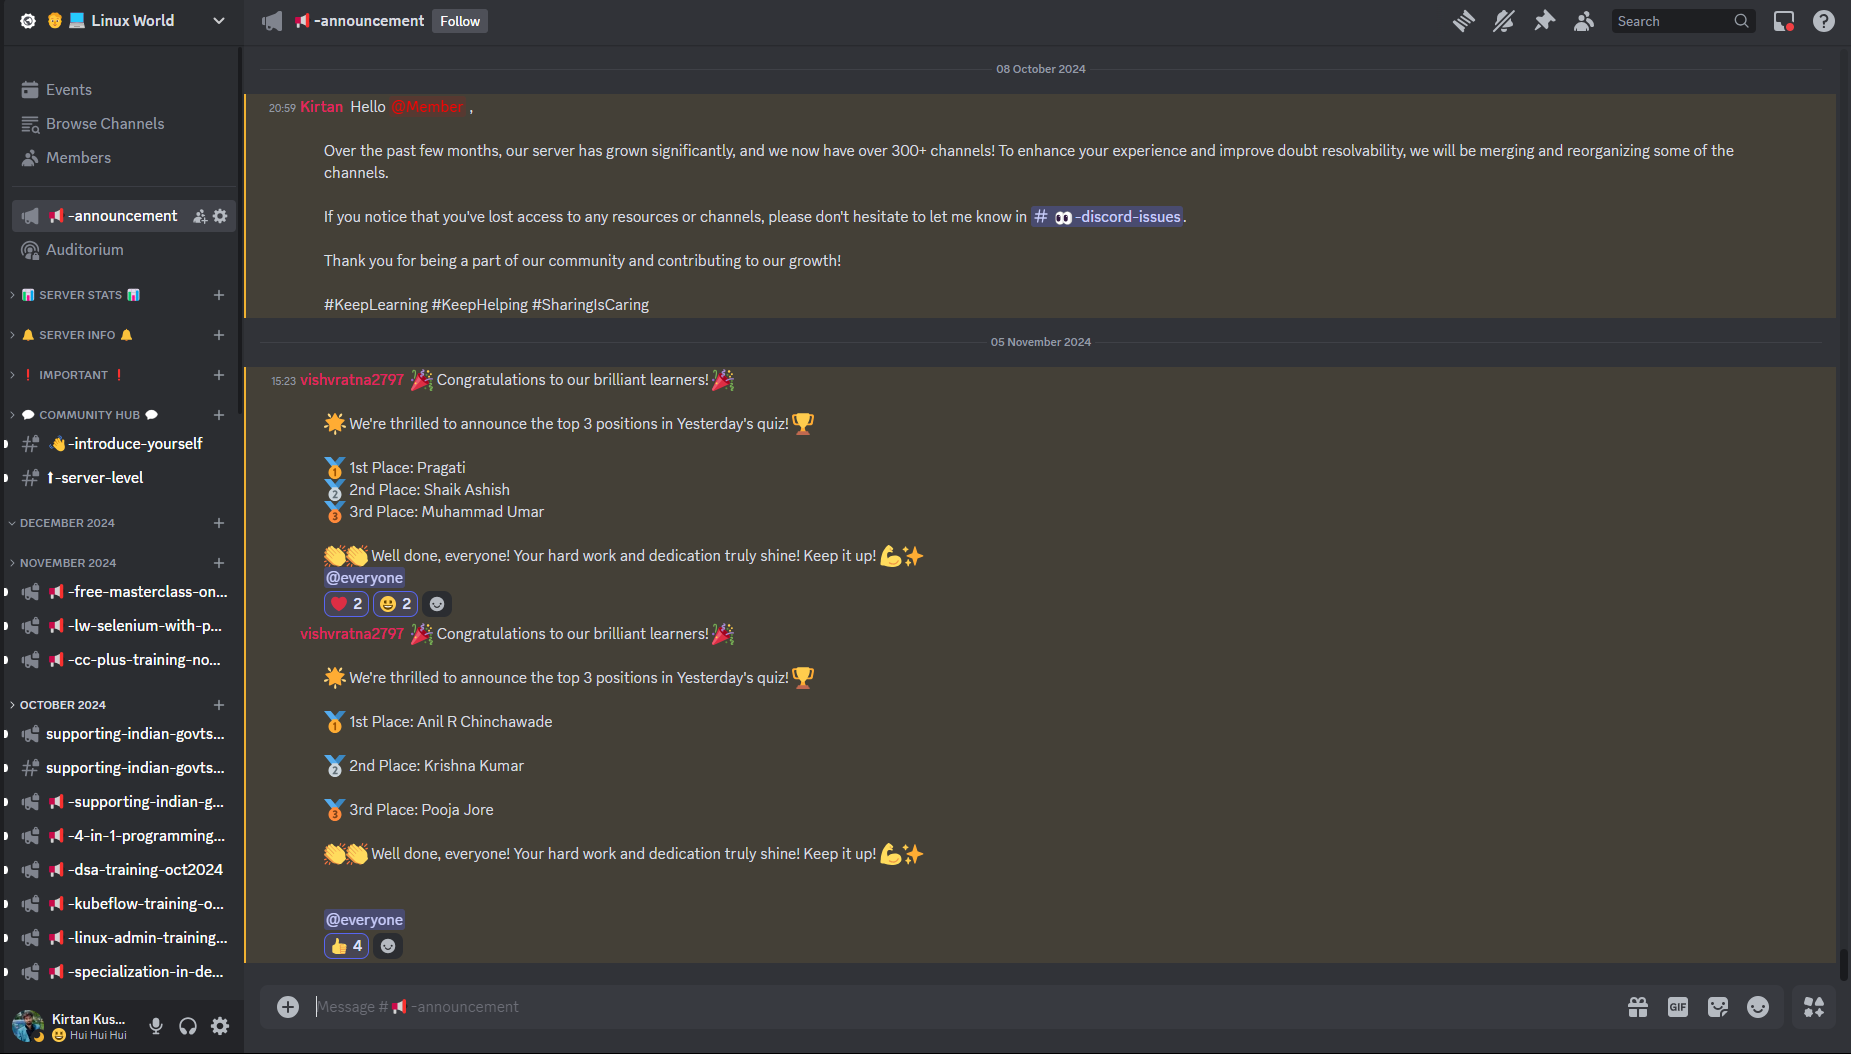 Linux World
Events
Browse Channels
Members
-announcement
Auditorium
SERVER STATS
SERVER INFO
❗ IMPORTANT ❗
COMMUNITY HUB
-introduce-yourself
-server-level
DECEMBER 2024
NOVEMBER 2024
-free-masterclass-on...
-lw-selenium-with-p...
-cc-plus-training-no...
OCTOBER 2024
supporting-indian-govts...
supporting-indian-govts...
-supporting-indian-g...
-4-in-1-programming...
-dsa-training-oct2024
-kubeflow-training-o...
-linux-admin-training...
-specialization-in-de...
Kirtan Kus...
Hui Hui Hui
-announcement Follow
Search
08 October 2024
20:59 Kirtan Hello @Member ,
Over the past few months, our server has grown significantly, and we now have over 300+ channels! To enhance your experience and improve doubt resolvability, we will be merging and reorganizing some of the
channels.
If you notice that you've lost access to any resources or channels, please don't hesitate to let me know in # 👀-discord-issues.
Thank you for being a part of our community and contributing to our growth!
#KeepLearning #KeepHelping #SharingIsCaring
05 November 2024
15:23 vishvratna2797 🎉 Congratulations to our brilliant learners! 🎉
🌟 We're thrilled to announce the top 3 positions in Yesterday's quiz! 🏆
🥇 1st Place: Pragati
🥈 2nd Place: Shaik Ashish
🥉 3rd Place: Muhammad Umar
👏👏 Well done, everyone! Your hard work and dedication truly shine! Keep it up! 💪✨
@everyone
❤️ 2 😀 2
vishvratna2797 🎉 Congratulations to our brilliant learners! 🎉
🌟 We're thrilled to announce the top 3 positions in Yesterday's quiz! 🏆
🥇 1st Place: Anil R Chinchawade
🥈 2nd Place: Krishna Kumar
🥉 3rd Place: Pooja Jore
👏👏 Well done, everyone! Your hard work and dedication truly shine! Keep it up! 💪✨
@everyone
👍 4
Message # 📢 -announcement
GIF